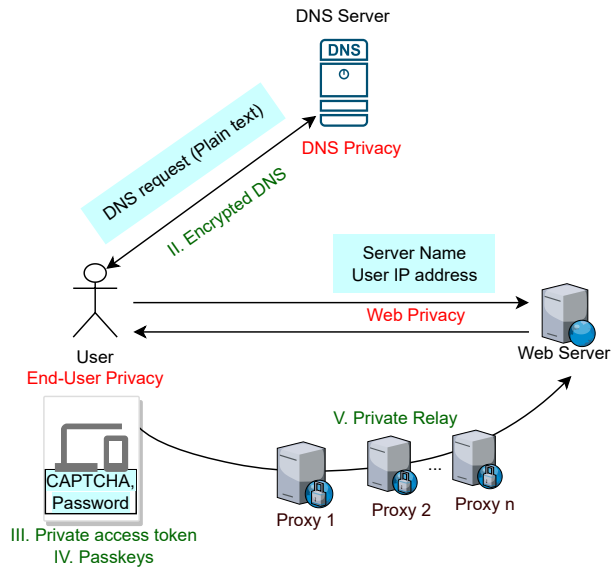 DNS Server
DNS
DNS Privacy
DNS request (Plain text)
II. Encrypted DNS
Server Name
User IP address
Web Privacy
User
End-User Privacy
Web Server
CAPTCHA,
Password
III. Private access token
IV. Passkeys
V. Private Relay
Proxy 1
Proxy 2
...
Proxy n